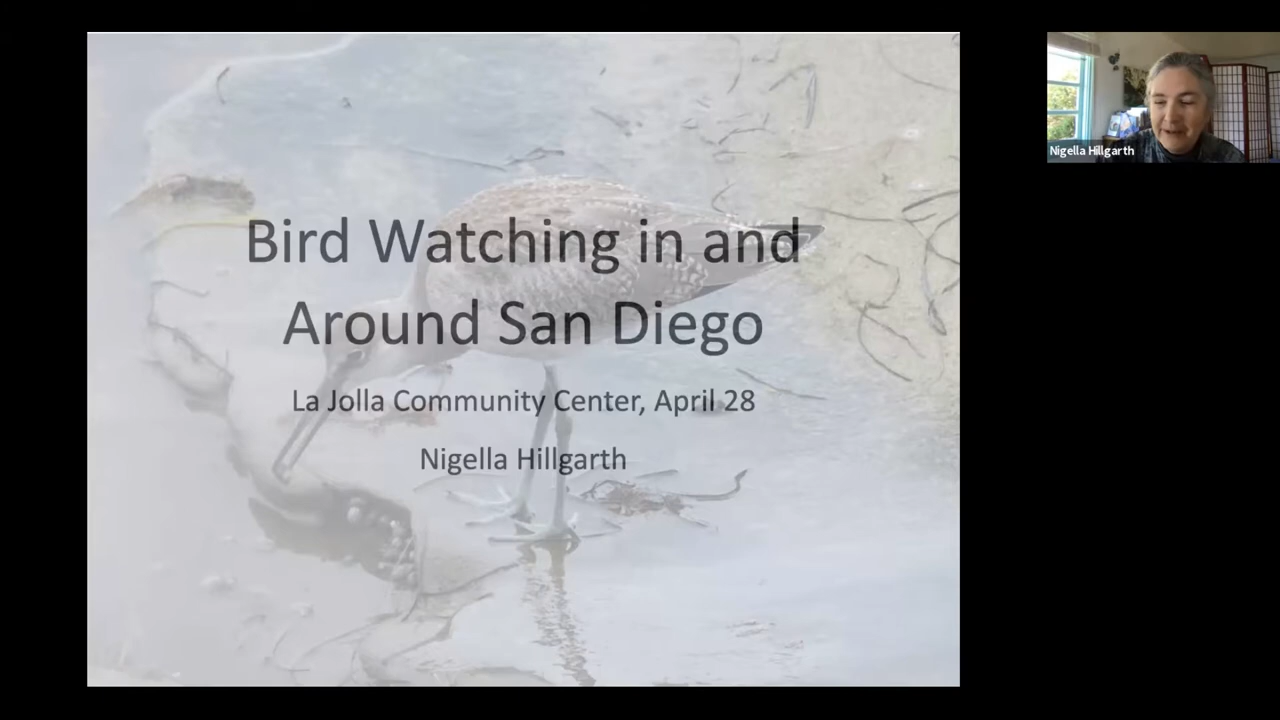 Bird Watching in and
Around San Diego
La Jolla Community Center, April 28
Nigella Hillgarth
Nigella Hillgarth